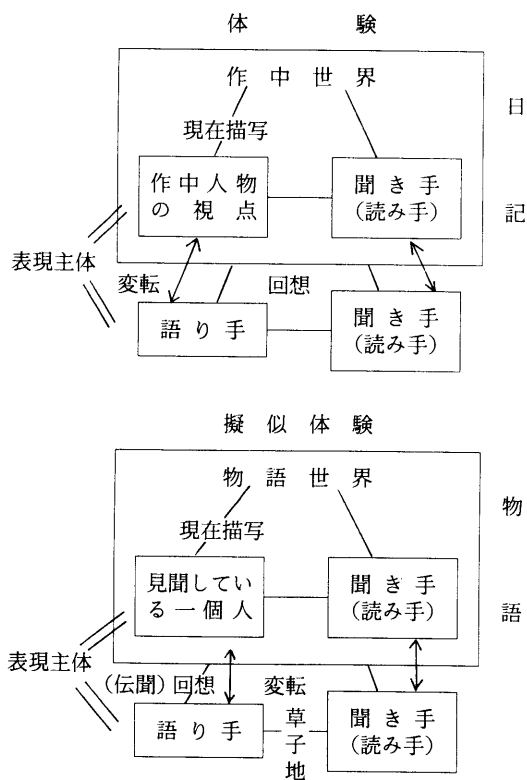 体験
作中世界
日記
現在描写
作中人物
の視点
聞き手
(読み手)
表現主体
変転
回想
語り手
聞き手
(読み手)
擬似体験
物語世界
物語
現在描写
見聞してい
る一個人
聞き手
(読み手)
表現主体
(伝聞)回想
変転
語り手
草子地
聞き手
(読み手)